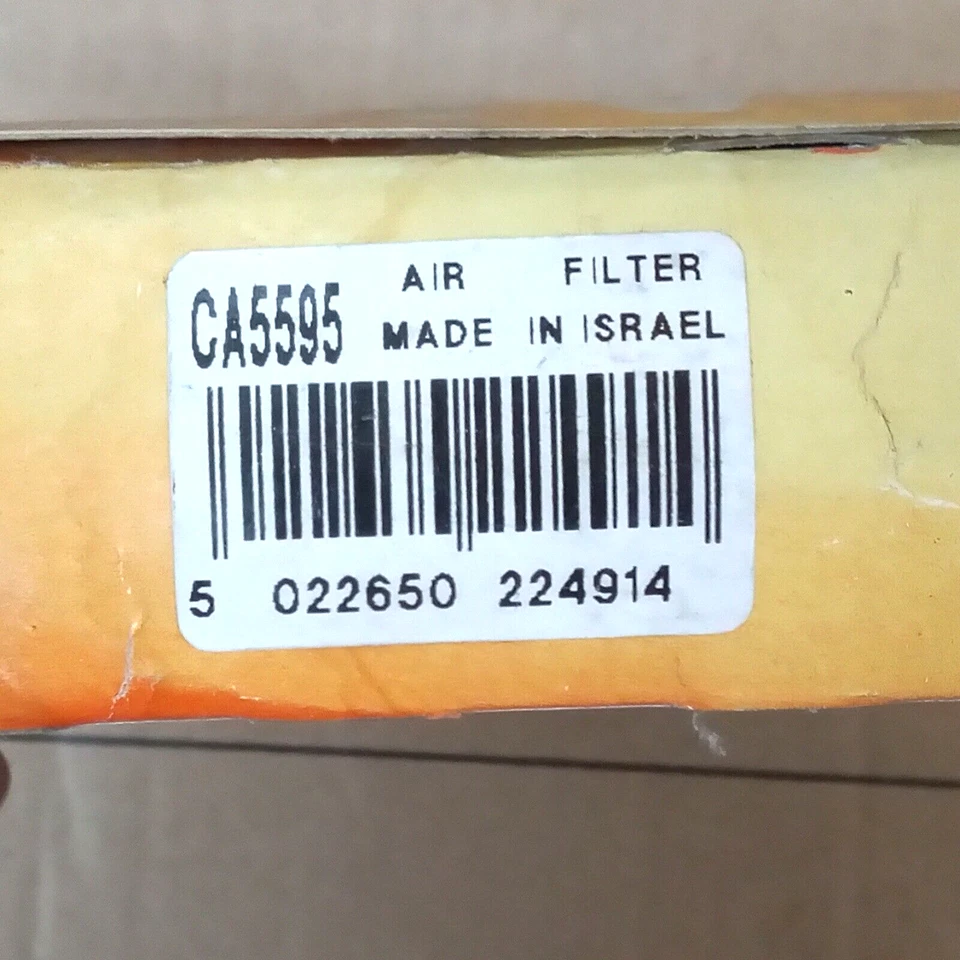 CA5595 AIR FILTER
MADE IN ISRAEL
5 022650 224914